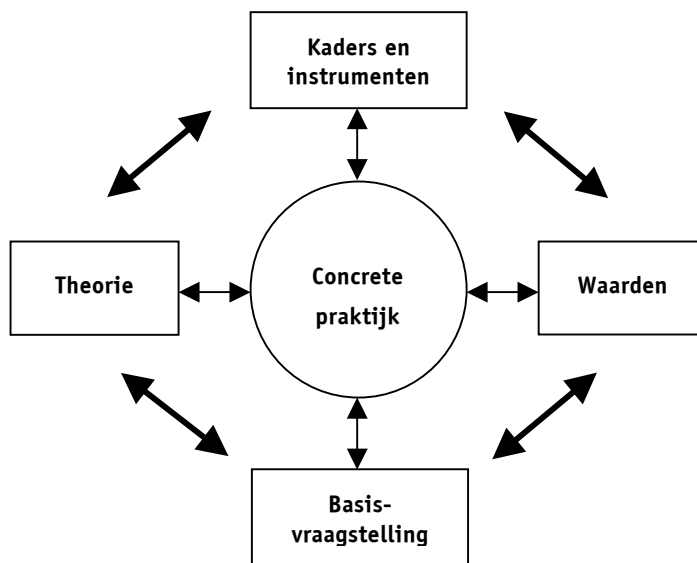 Kaders en
instrumenten
Theorie
Concrete
praktijk
Waarden
Basis-
vraagstelling